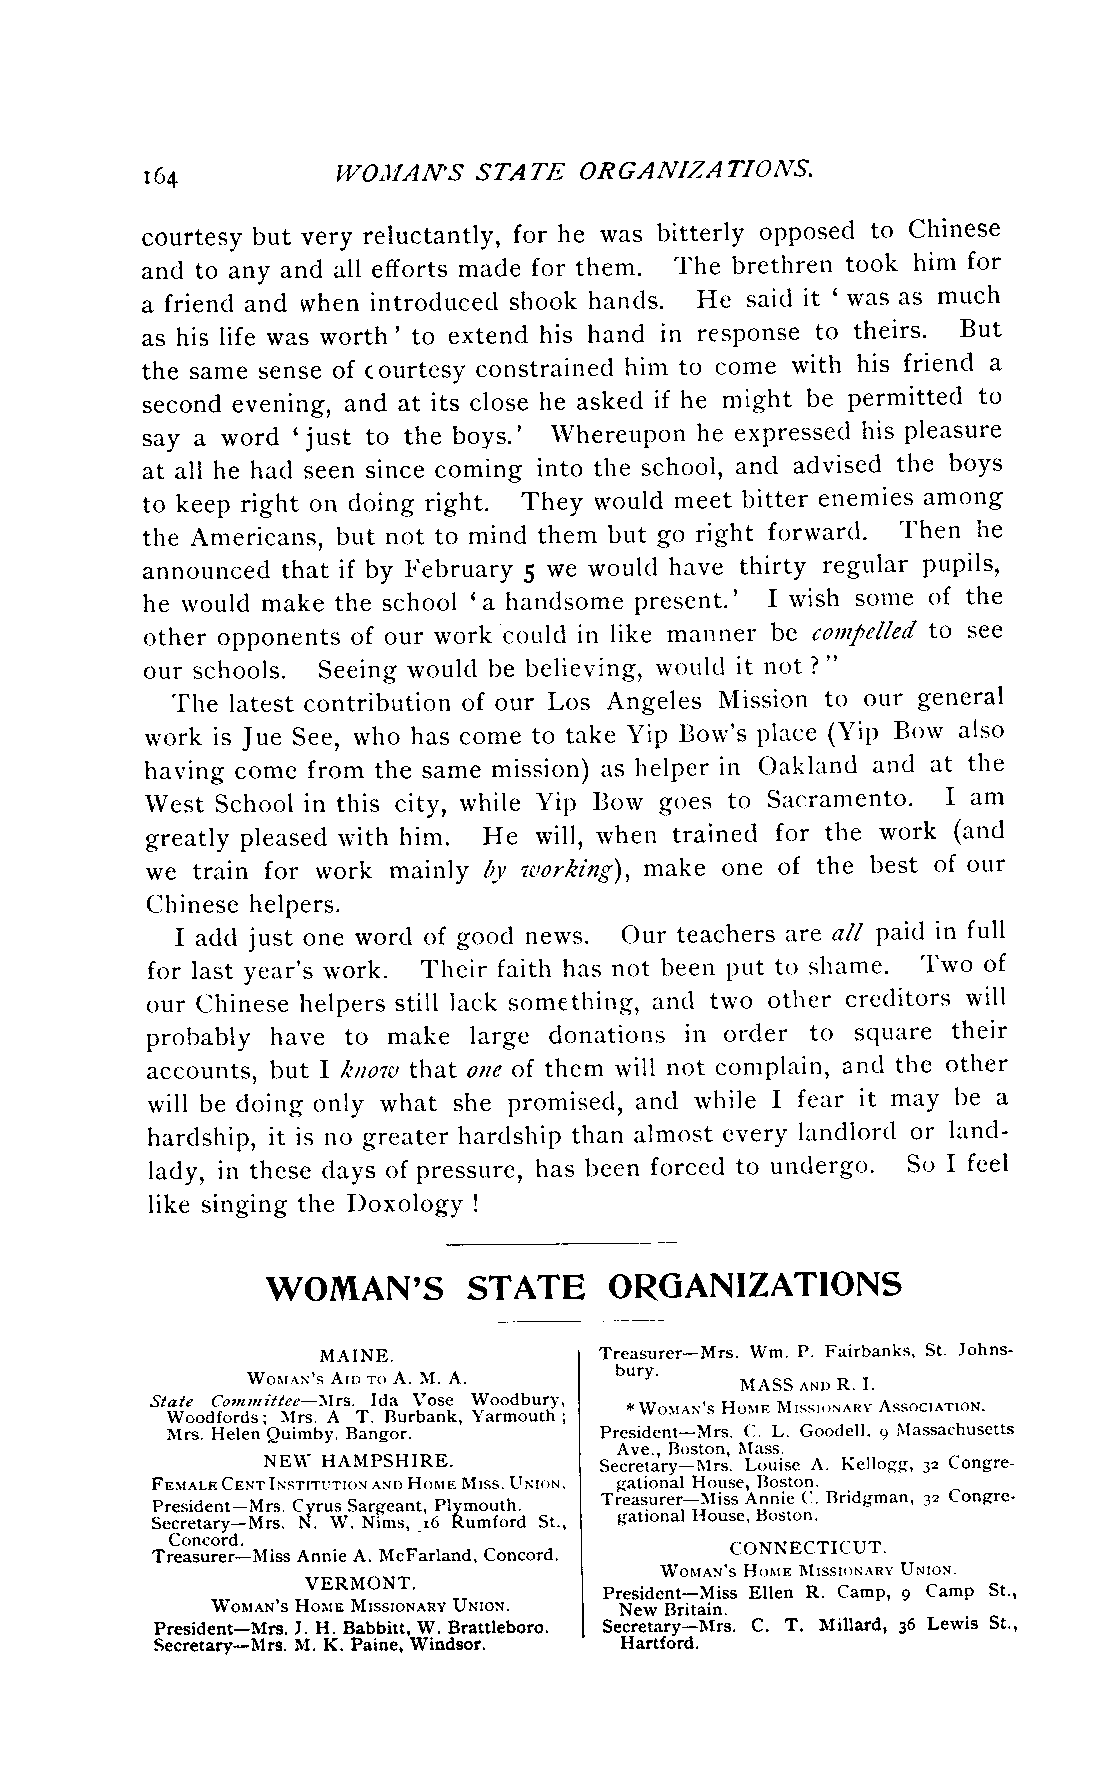 164 WOMAN'S STATE ORGANIZATIONS.
courtesy but very reluctantly, for he was bitterly opposed to Chinese
and to any and all efforts made for them. The brethren took him for
a friend and when introduced shook hands. He said it ‘ was as much
as his life was worth ’ to extend his hand in response to theirs. But
the same sense of courtesy constrained him to come with his friend a
second evening, and at its close he asked if he might be permitted to
say a word ‘ just to the boys.’ Whereupon he expressed his pleasure
at all he had seen since coming into the school, and advised the boys
to keep right on doing right. They would meet bitter enemies among
the Americans, but not to mind them but go right forward. Then he
announced that if by February 5 we would have thirty regular pupils,
he would make the school ‘ a handsome present.’ I wish some of the
other opponents of our work could in like manner be compelled to see
our schools. Seeing would be believing, would it not ? ”
The latest contribution of our Los Angeles Mission to our general
work is Jue See, who has come to take Yip Bow's place (Yip Bow also
having come from the same mission) as helper in Oakland and at the
West School in this city, while Yip Bow goes to Sacramento. I am
greatly pleased with him. He will, when trained for the work (and
we train for work mainly by working), make one of the best of our
Chinese helpers.
I add just one word of good news. Our teachers are all paid in full
for last year's work. Their faith has not been put to shame. Two of
our Chinese helpers still lack something, and two other creditors will
probably have to make large donations in order to square their
accounts, but I know that one of them will not complain, and the other
will be doing only what she promised, and while I fear it may be a
hardship, it is no greater hardship than almost every landlord or land-
lady, in these days of pressure, has been forced to undergo. So I feel
like singing the Doxology !
WOMAN'S STATE ORGANIZATIONS
MAINE.
WOMAN'S AID TO A. M. A.
State Committee—Mrs. Ida Vose Woodbury,
Woodfords; Mrs. A T. Burbank, Yarmouth ;
Mrs. Helen Quimby, Bangor.
NEW HAMPSHIRE.
FEMALE CENT INSTITUTION AND HOME MISS. UNION.
President—Mrs. Cyrus Sargeant, Plymouth.
Secretary—Mrs. N. W. Nims, 16 Rumford St.,
Concord.
Treasurer—Miss Annie A. McFarland, Concord.
VERMONT.
WOMAN'S HOME MISSIONARY UNION.
President—Mrs. J. H. Babbitt, W. Brattleboro.
Secretary—Mrs. M. K. Paine, Windsor.
Treasurer—Mrs. Wm. P. Fairbanks, St. Johns-
bury.
MASS AND R. I.
* WOMAN'S HOME MISSIONARY ASSOCIATION.
President—Mrs. C. L. Goodell, 9 Massachusetts
Ave., Boston, Mass.
Secretary—Mrs. Louise A. Kellogg, 32 Congre-
gational House, Boston.
Treasurer—Miss Annie C. Bridgman, 32 Congre-
gational House, Boston.
CONNECTICUT.
WOMAN'S HOME MISSIONARY UNION.
President—Miss Ellen R. Camp, 9 Camp St.,
New Britain.
Secretary—Mrs. C. T. Millard, 36 Lewis St.,
Hartford.